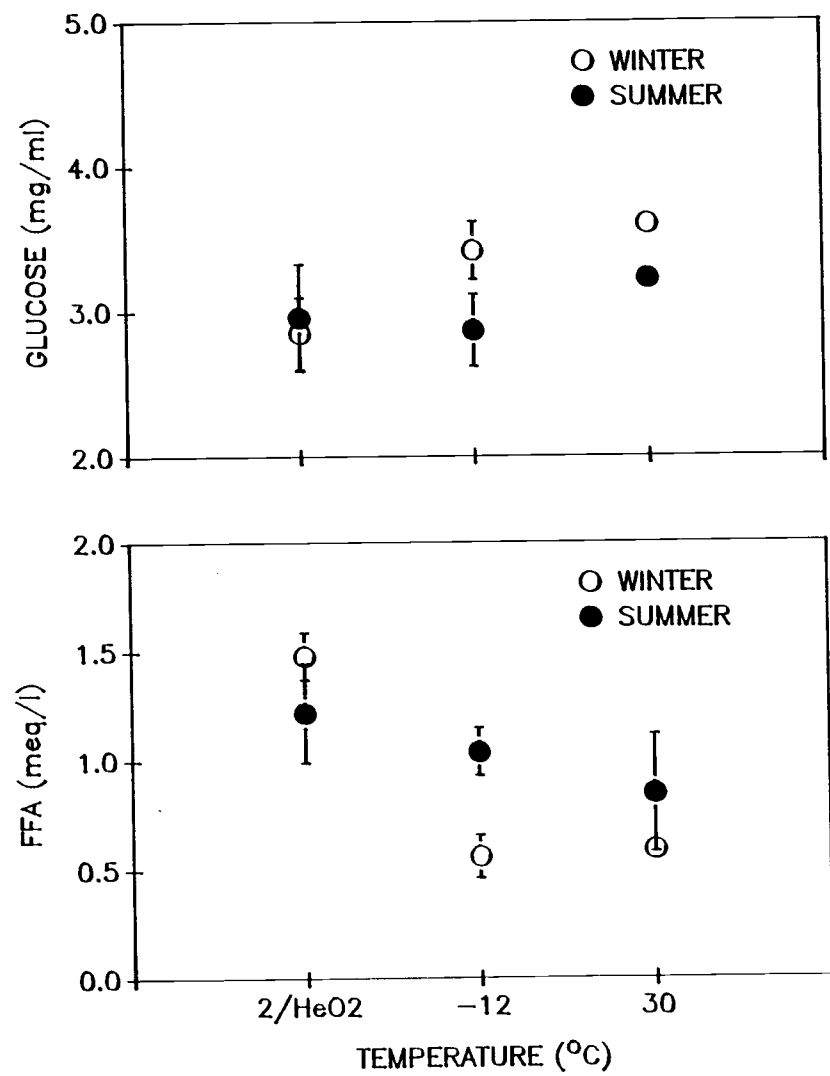 5.0
4.0
3.0
2.0
GLUCOSE (mg/ml)
WINTER
SUMMER
2.0
1.5
1.0
0.5
0.0
FFA (meq/l)
WINTER
SUMMER
2/HeO2 -12 30
TEMPERATURE (°C)